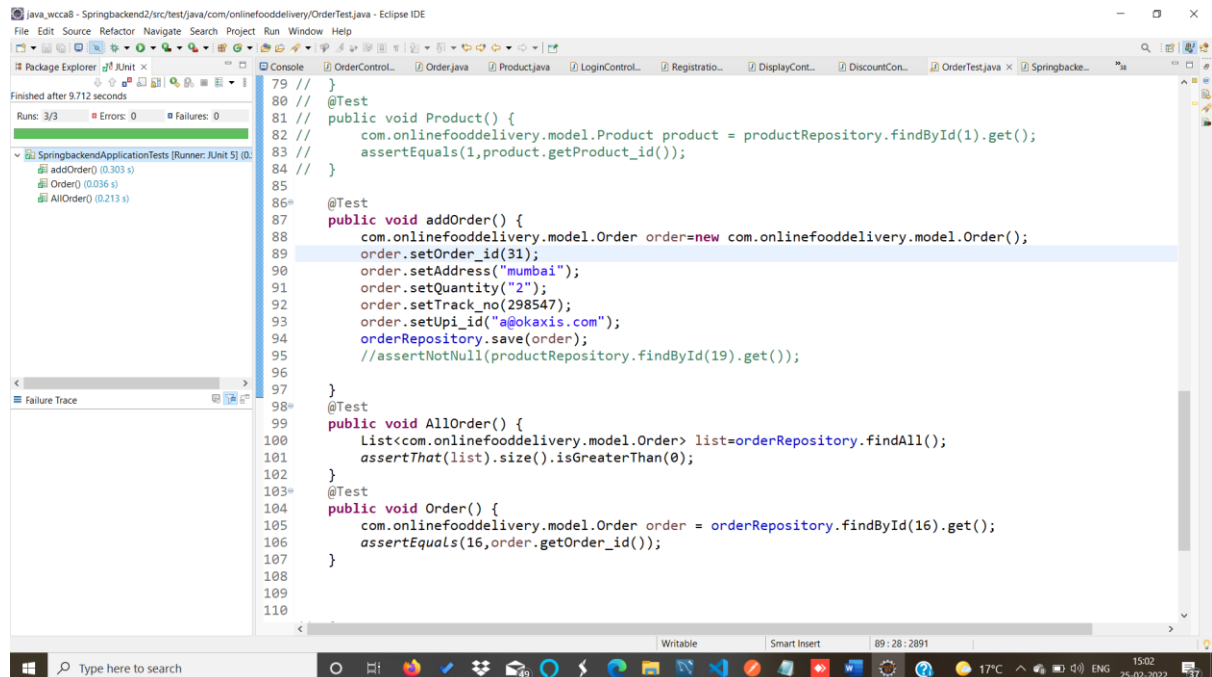 java_wcca8 - Springbackend2/src/test/java/com/onlinefooddelivery/OrderTest.java - Eclipse IDE
File Edit Source Refactor Navigate Search Project Run Window Help
Package Explorer JUnit ×
Finished after 9.712 seconds
Runs: 3/3 Errors: 0 Failures: 0
SpringbackendApplicationTests [Runner: JUnit 5] (0.
addOrder() (0.303 s)
Order() (0.036 s)
AllOrder() (0.213 s)
Failure Trace
Console OrderControl... Order.java Product.java LoginControl... Registratio... DisplayCont... DiscountCon... OrderTest.java × Springbacke...
79 // }
80 // @Test
81 // public void Product() {
82 // com.onlinefooddelivery.model.Product product = productRepository.findById(1).get();
83 // assertEquals(1,product.getProduct_id());
84 // }
85
86 @Test
87 public void addOrder() {
88 com.onlinefooddelivery.model.Order order=new com.onlinefooddelivery.model.Order();
89 order.setOrder_id(31);
90 order.setAddress("mumbai");
91 order.setQuantity("2");
92 order.setTrack_no(298547);
93 order.setUpi_id("a@okaxis.com");
94 orderRepository.save(order);
95 //assertNotNull(productRepository.findById(19).get());
96
97 }
98 @Test
99 public void AllOrder() {
100 List<com.onlinefooddelivery.model.Order> list=orderRepository.findAll();
101 assertThat(list).size().isGreaterThan(0);
102 }
103 @Test
104 public void Order() {
105 com.onlinefooddelivery.model.Order order = orderRepository.findById(16).get();
106 assertEquals(16,order.getOrder_id());
107 }
108
109
110
Writable Smart Insert 89 : 28 : 2891
Type here to search
49
17°C ENG 15:02
25-02-2022
37